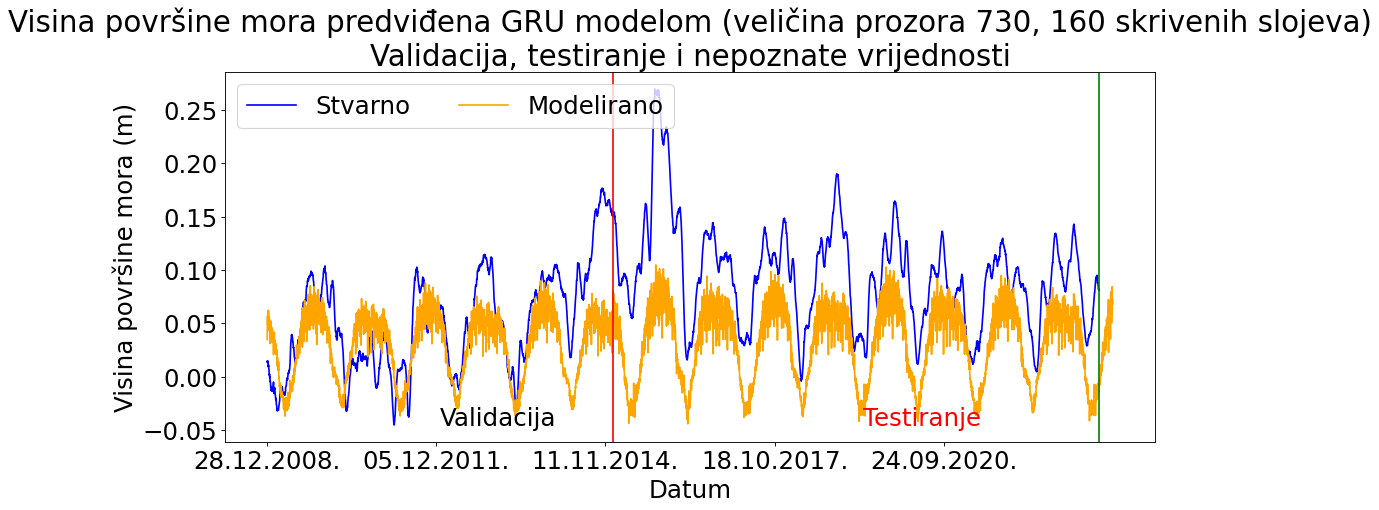 Visina površine mora predviđena GRU modelom (veličina prozora 730, 160 skrivenih slojeva)
Validacija, testiranje i nepoznate vrijednosti
Stvarno Modelirano
Visina površine mora (m)
0.25
0.20
0.15
0.10
0.05
0.00
−0.05
Validacija Testiranje
28.12.2008. 05.12.2011. 11.11.2014. 18.10.2017. 24.09.2020.
Datum